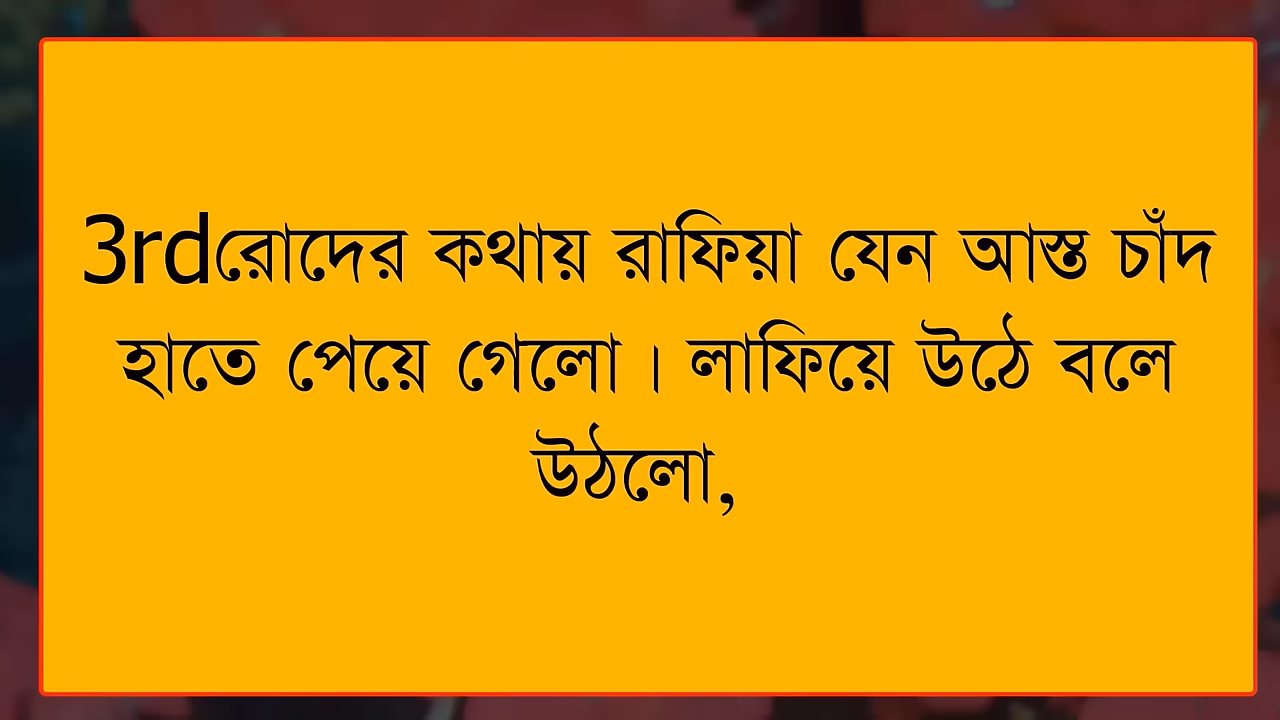 3rdরোদের কথায় রাফিয়া যেন আস্ত চাঁদ
হাতে পেয়ে গেলো। লাফিয়ে উঠে বলে
উঠলো,